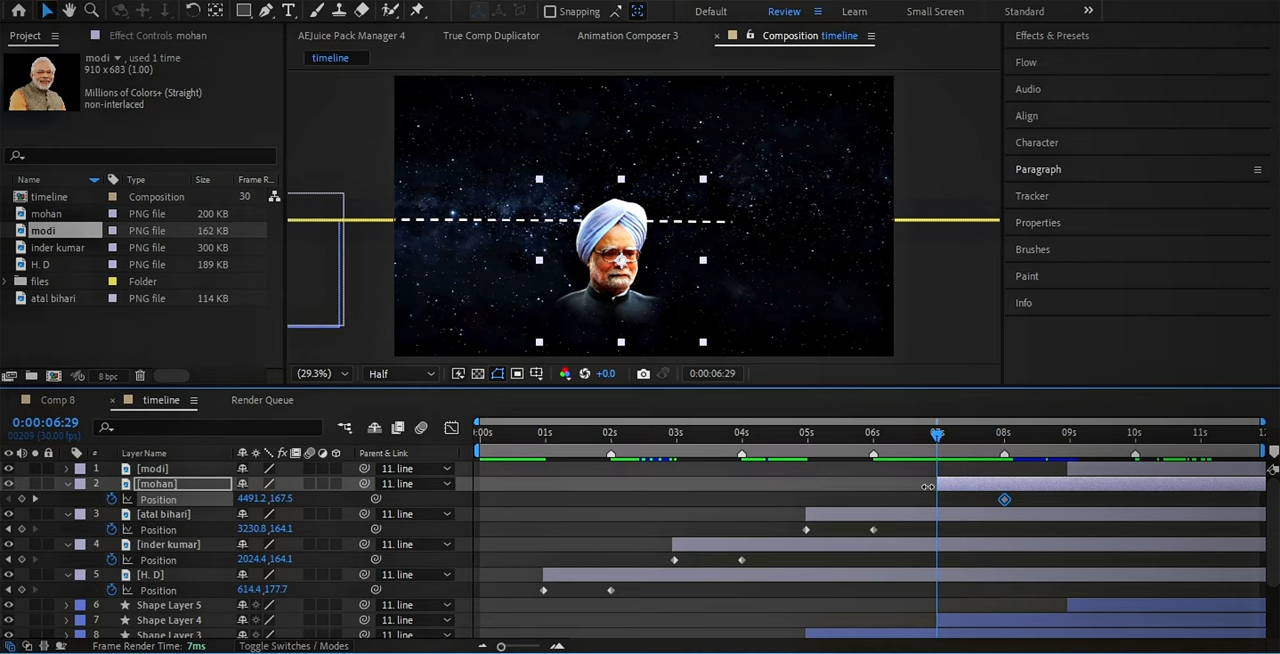 Snapping
Default
Review
Learn
Small Screen
Standard
Project
Effect Controls mohan
AEJuice Pack Manager 4
True Comp Duplicator
Animation Composer 3
Composition timeline
Effects & Presets
modi , used 1 time
910 x 683 (1.00)
Millions of Colors+ (Straight)
non-interlaced
timeline
Flow
Audio
Align
Character
Paragraph
Tracker
Properties
Brushes
Paint
Info
Name Type Size Frame R...
timeline Composition 30
mohan PNG file 200 KB
modi PNG file 162 KB
inder kumar PNG file 300 KB
H. D PNG file 189 KB
files Folder
atal bihari PNG file 114 KB
8 bpc
(29.3%) Half +0.0 0:00:06:29
Comp 8
timeline
Render Queue
0:00:06:29
00209 (30.00 fps)
:00s 01s 02s 03s 04s 05s 06s 08s 09s 10s 11s 12
# Layer Name Parent & Link
1 [modi] 11. line
2 [mohan] 11. line
Position 4491.2,167.5
3 [atal bihari] 11. line
Position 3230.8,164.1
4 [inder kumar] 11. line
Position 2024.4,164.1
5 [H. D] 11. line
Position 614.4,177.7
6 Shape Layer 5 11. line
7 Shape Layer 4 11. line
8 Shape Layer 3 11. line
Frame Render Time: 7ms
Toggle Switches / Modes